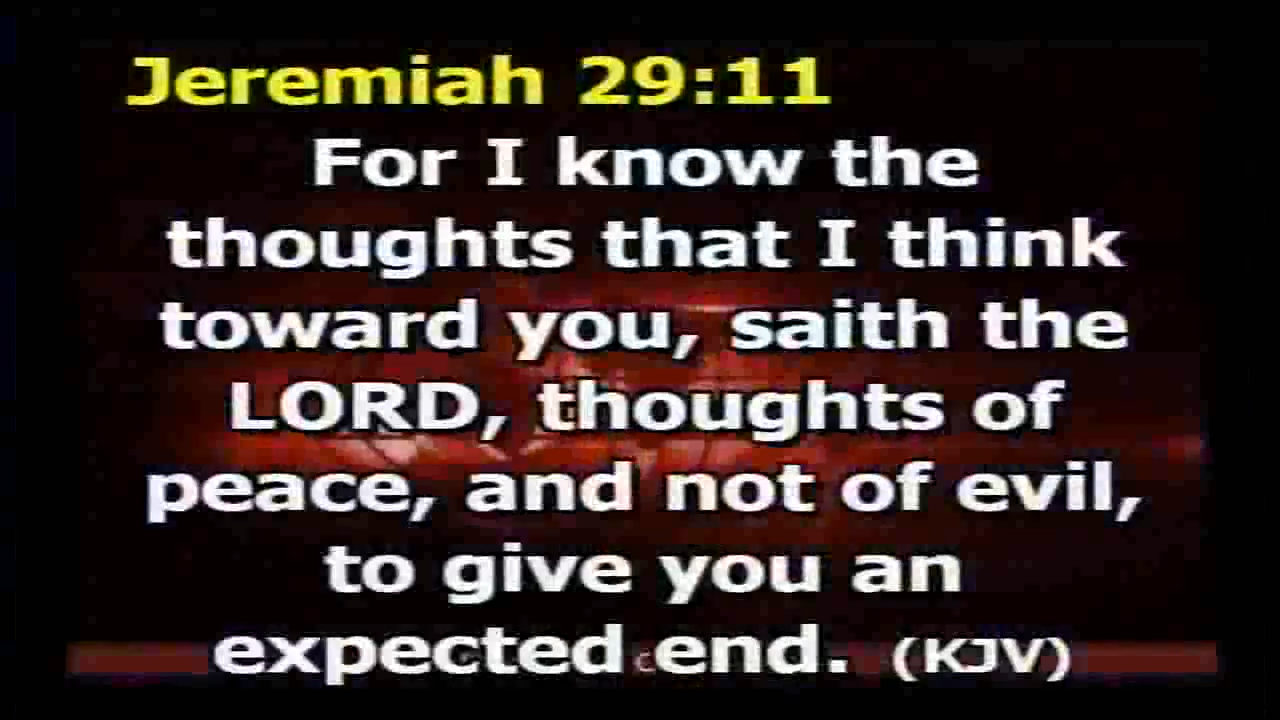 Jeremiah 29:11
For I know the
thoughts that I think
toward you, saith the
LORD, thoughts of
peace, and not of evil,
to give you an
expected end. (KJV)